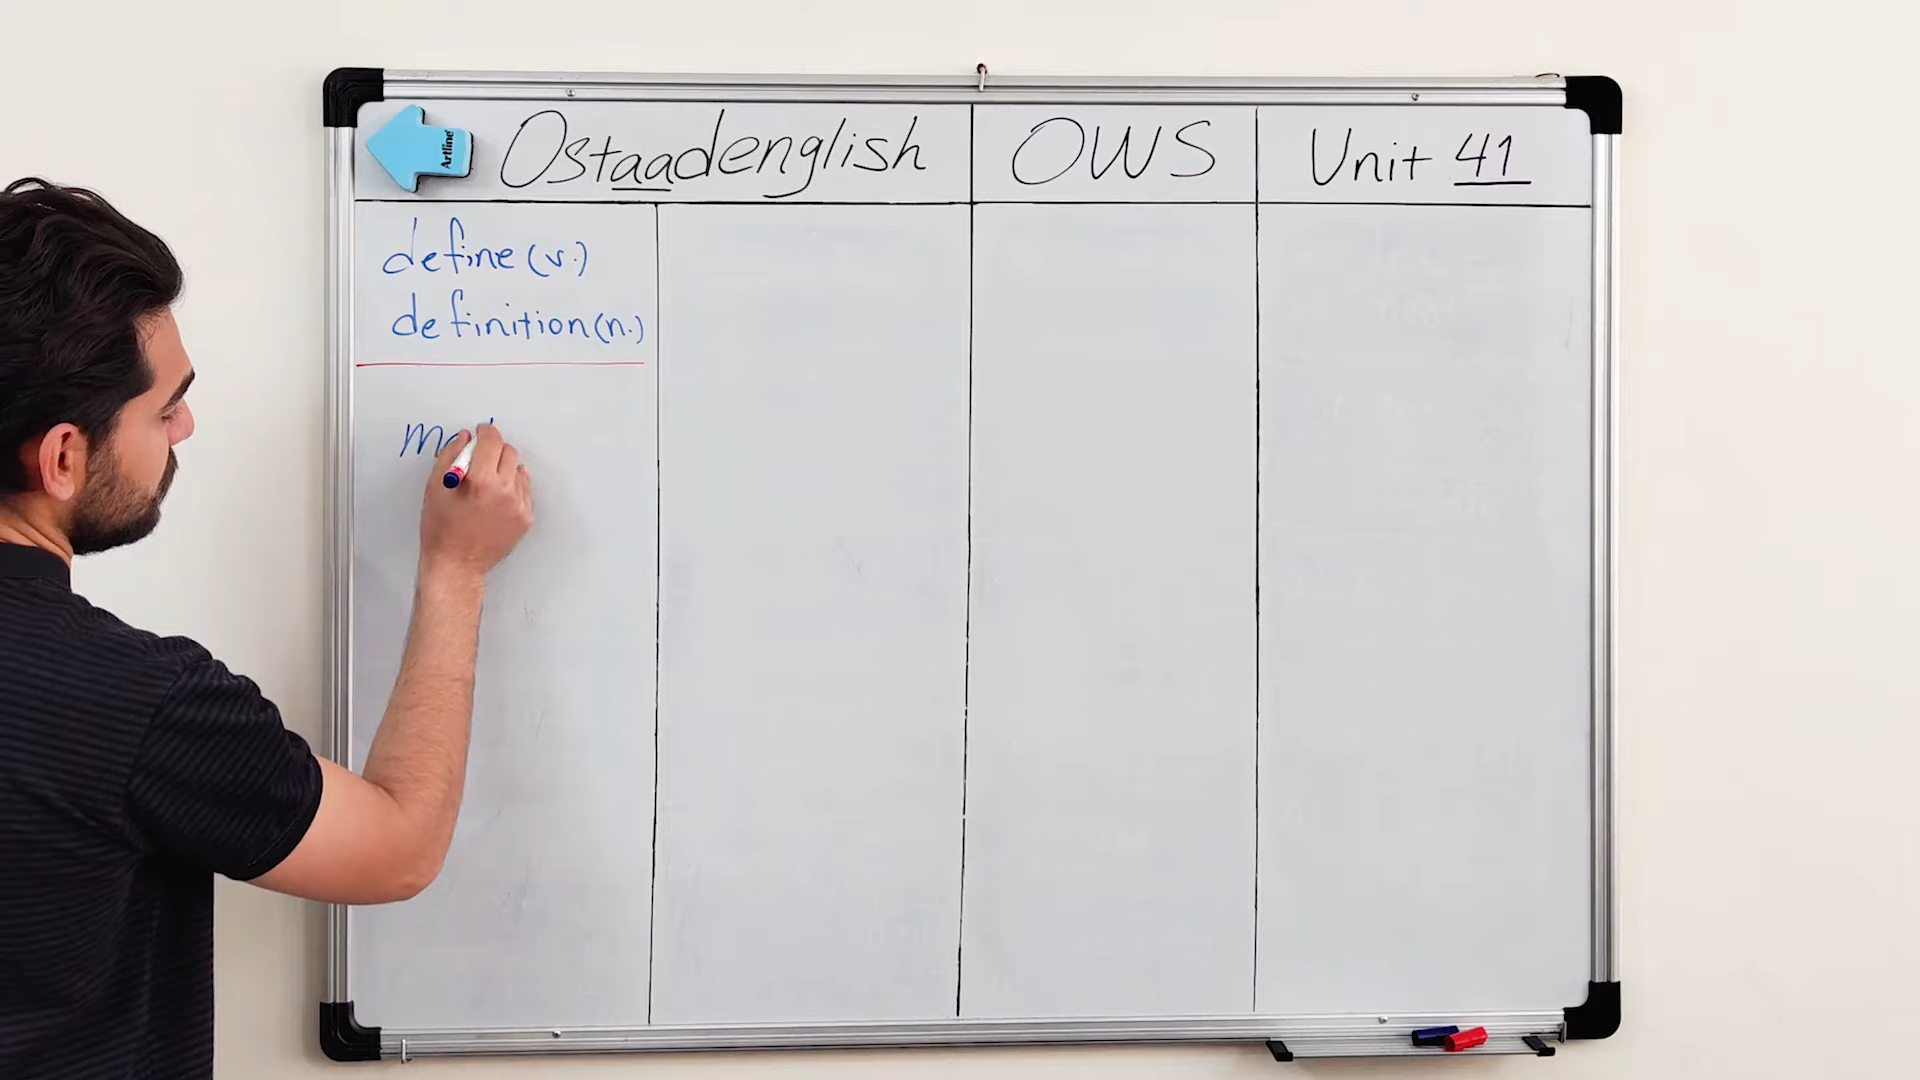 Artline
Ostaadenglish OWS Unit 41
define (v.)
definition (n.)